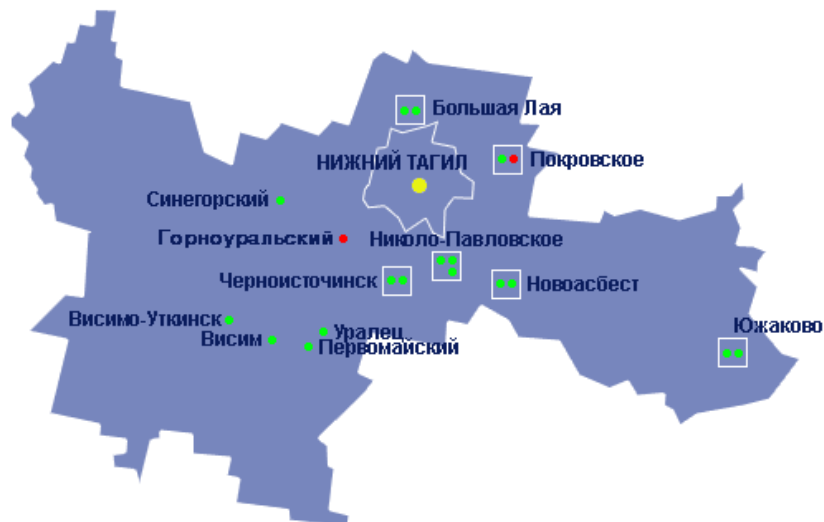 Большая Лая
НИЖНИЙ ТАГИЛ
Покровское
Синегорский
Горноуральский
Николо-Павловское
Черноисточинск
Новоасбест
Висимо-Уткинск
Южаково
Уралец
Висим
Первомайский